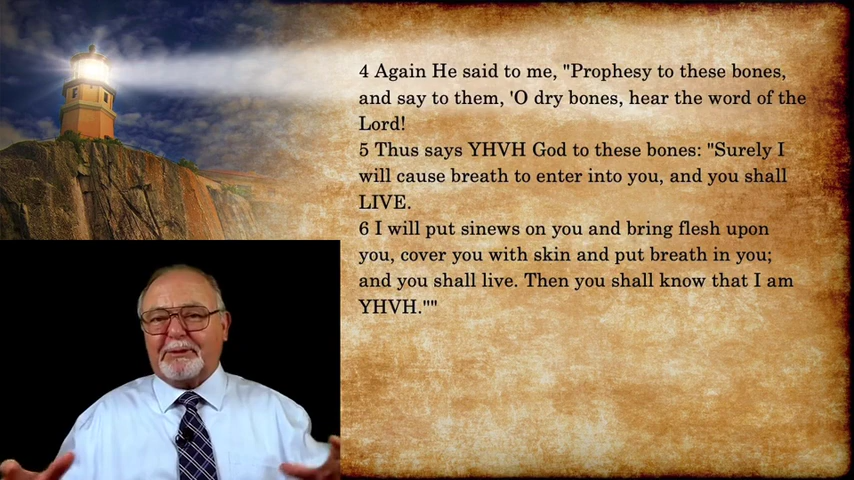 4 Again He said to me, "Prophesy to these bones,
and say to them, 'O dry bones, hear the word of the
Lord!
5 Thus says YHVH God to these bones: "Surely I
will cause breath to enter into you, and you shall
LIVE.
6 I will put sinews on you and bring flesh upon
you, cover you with skin and put breath in you;
and you shall live. Then you shall know that I am
YHVH.""